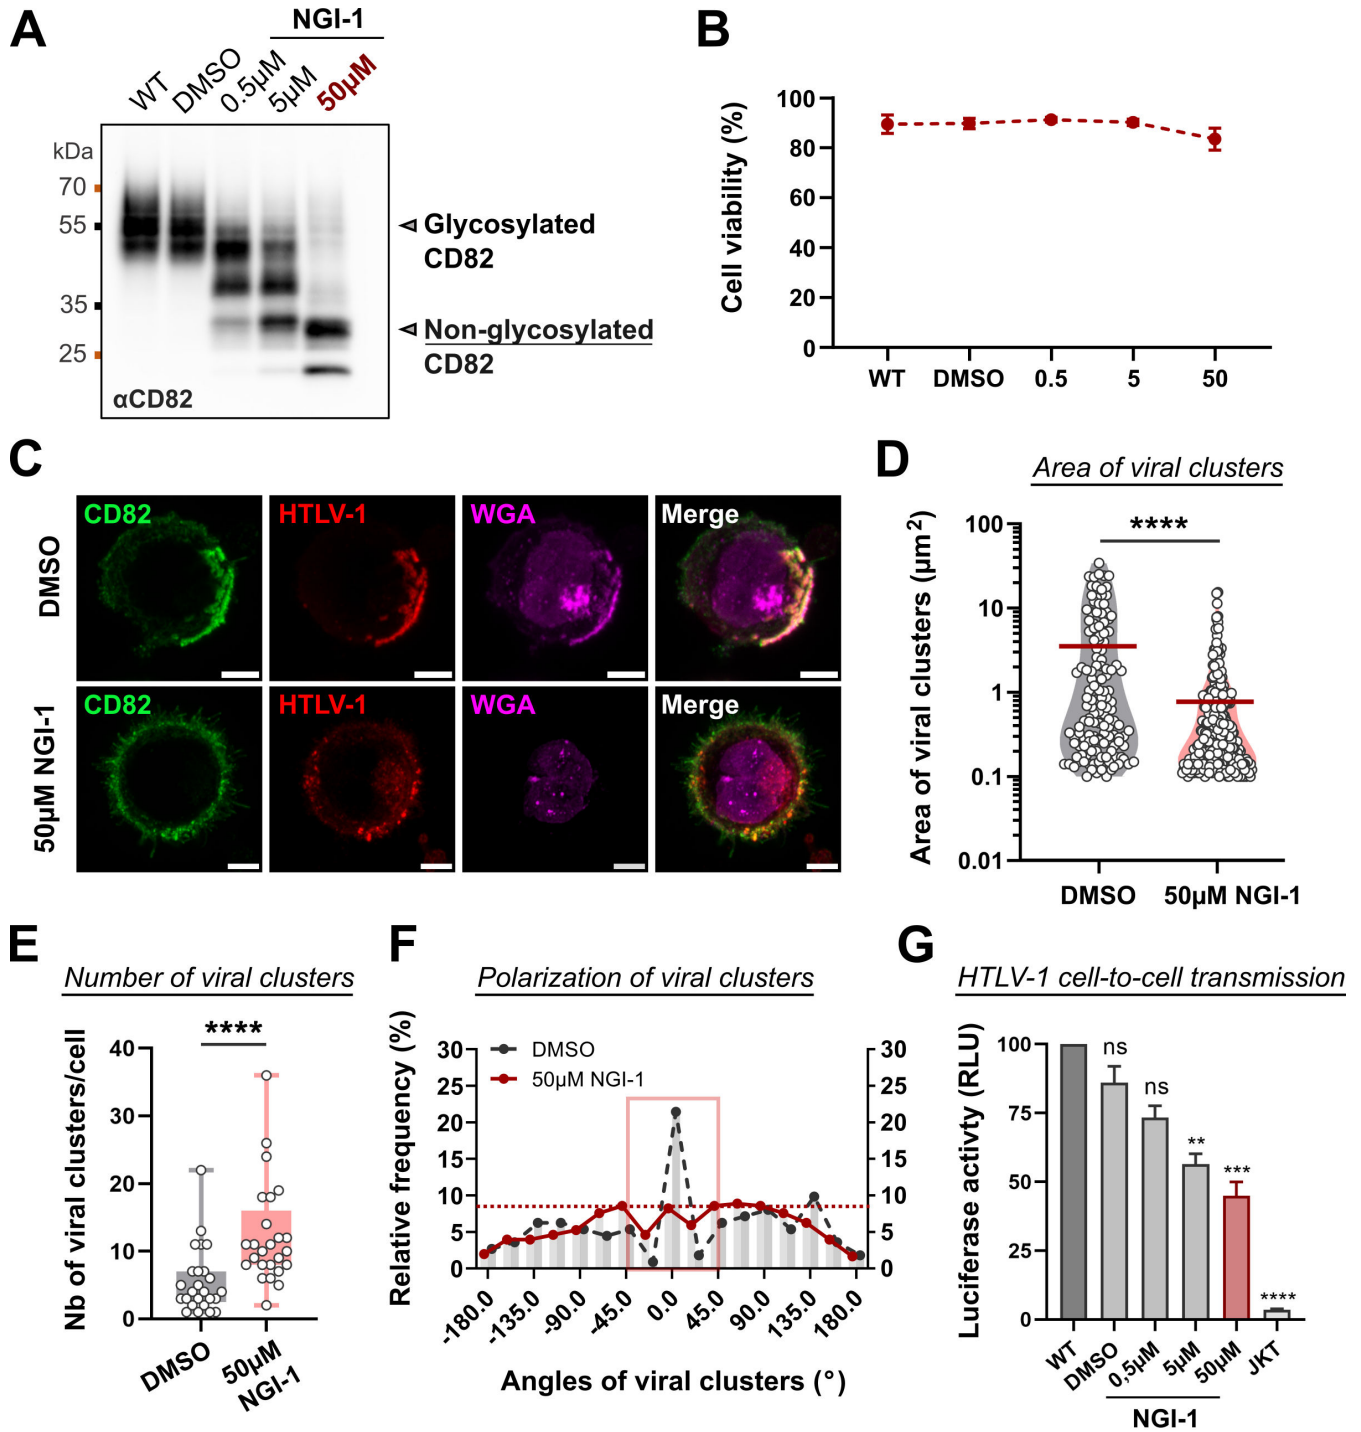 A
NGI-1
WT
DMSO
0.5µM
5µM
50µM
kDa
70
55
35
25
Glycosylated
CD82
Non-glycosylated
CD82
αCD82
B
Cell viability (%)
100
80
60
40
20
0
WT
DMSO
0.5
5
50
C
DMSO
CD82
HTLV-1
WGA
Merge
50µM NGI-1
CD82
HTLV-1
WGA
Merge
D
Area of viral clusters
Area of viral clusters (µm²)
****
100
10
1
0.1
0.01
DMSO
50µM NGI-1
E
Number of viral clusters
Nb of viral clusters/cell
****
40
30
20
10
0
DMSO
50µM
NGI-1
F
Polarization of viral clusters
Relative frequency (%)
DMSO
50µM NGI-1
30
25
20
15
10
5
0
30
25
20
15
10
5
0
-180.0
-135.0
-90.0
-45.0
0.0
45.0
90.0
135.0
180.0
Angles of viral clusters (°)
G
HTLV-1 cell-to-cell transmission
Luciferase activty (RLU)
100
75
50
25
0
ns
ns
**
***
****
WT
DMSO
0,5µM
5µM
50µM
JKT
NGI-1